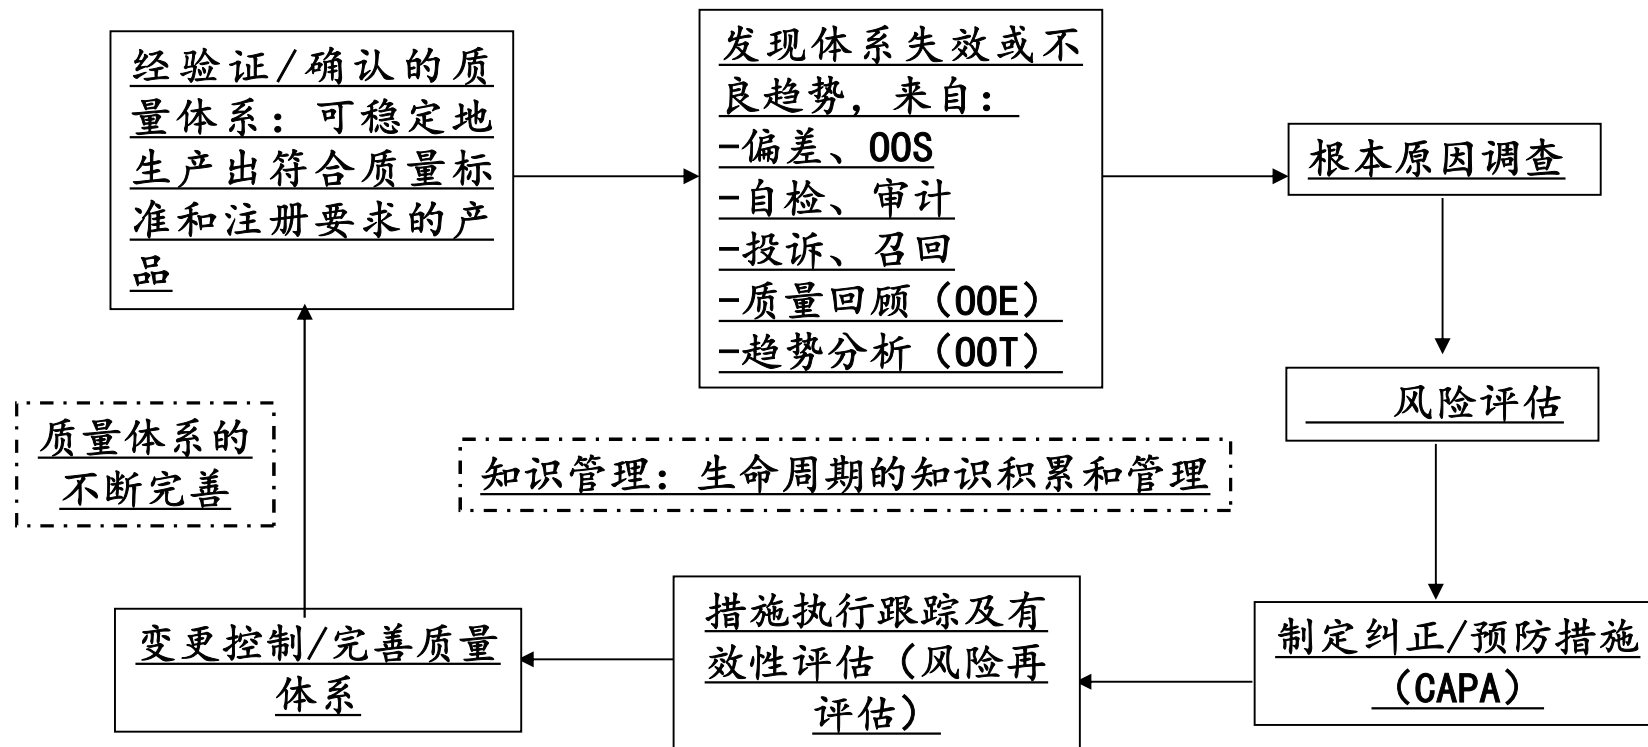 经验证/确认的质
量体系：可稳定地
生产出符合质量标
准和注册要求的产
品
发现体系失效或不
良趋势，来自：
-偏差、OOS
-自检、审计
-投诉、召回
-质量回顾（OOE）
-趋势分析（OOT）
根本原因调查
风险评估
质量体系的
不断完善
知识管理：生命周期的知识积累和管理
变更控制/完善质量
体系
措施执行跟踪及有
效性评估（风险再
评估）
制定纠正/预防措施
（CAPA）